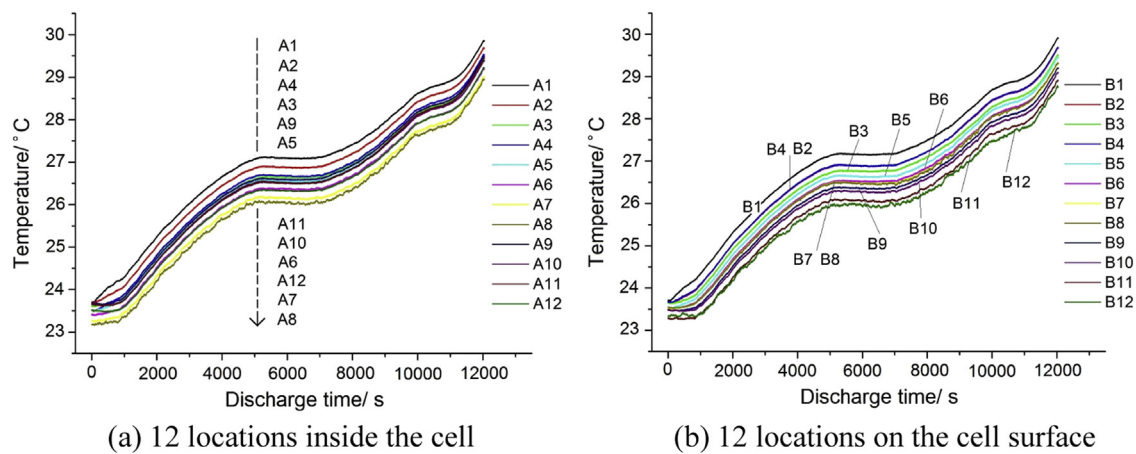 30
29
28
27
26
25
24
23
Temperature/°C
0 2000 4000 6000 8000 10000 12000
Discharge time/ s
A1
A2
A4
A3
A9
A5
A11
A10
A6
A12
A7
A8
A1
A2
A3
A4
A5
A6
A7
A8
A9
A10
A11
A12
(a) 12 locations inside the cell
30
29
28
27
26
25
24
23
Temperature/°C
0 2000 4000 6000 8000 10000 12000
Discharge time/ s
B6
B5
B3
B4 B2
B1
B12
B11
B10
B9
B7 B8
B1
B2
B3
B4
B5
B6
B7
B8
B9
B10
B11
B12
(b) 12 locations on the cell surface